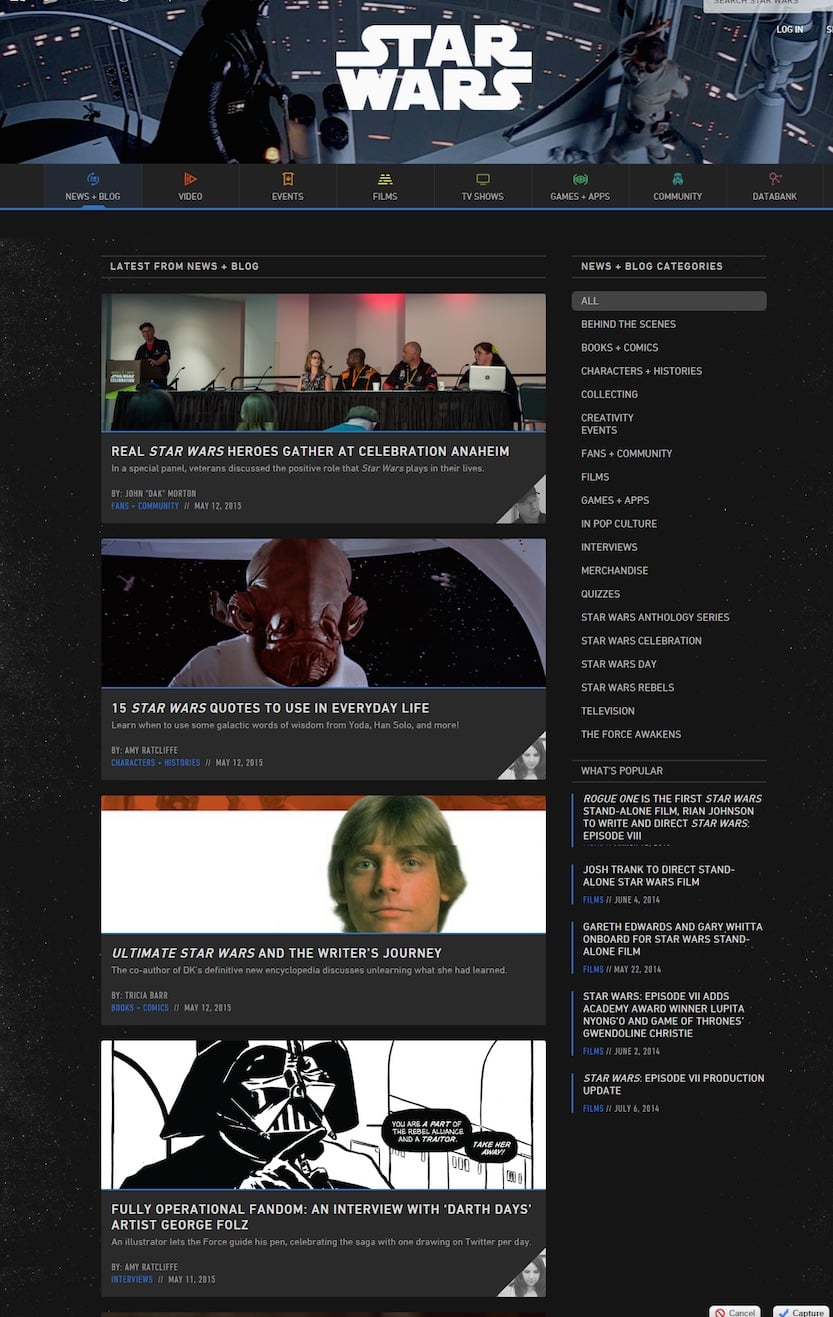 SEARCH STAR WARS
LOG IN
STAR
WARS
NEWS + BLOG
VIDEO
EVENTS
FILMS
TV SHOWS
GAMES + APPS
COMMUNITY
DATABANK
LATEST FROM NEWS + BLOG
REAL STAR WARS HEROES GATHER AT CELEBRATION ANAHEIM
In a special panel, veterans discussed the positive role that Star Wars plays in their lives.
BY: JOHN "DAK" MORTON
FANS + COMMUNITY // MAY 12, 2015
15 STAR WARS QUOTES TO USE IN EVERYDAY LIFE
Learn when to use some galactic words of wisdom from Yoda, Han Solo, and more!
BY: AMY RATCLIFFE
CHARACTERS + HISTORIES // MAY 12, 2015
ULTIMATE STAR WARS AND THE WRITER'S JOURNEY
The co-author of DK's definitive new encyclopedia discusses unlearning what she had learned.
BY: TRICIA BARR
BOOKS + COMICS // MAY 12, 2015
YOU ARE A PART OF
THE REBEL ALLIANCE
AND A TRAITOR.
TAKE HER
AWAY!
FULLY OPERATIONAL FANDOM: AN INTERVIEW WITH 'DARTH DAYS'
ARTIST GEORGE FOLZ
An illustrator lets the Force guide his pen, celebrating the saga with one drawing on Twitter per day.
BY: AMY RATCLIFFE
INTERVIEWS // MAY 11, 2015
NEWS + BLOG CATEGORIES
ALL
BEHIND THE SCENES
BOOKS + COMICS
CHARACTERS + HISTORIES
COLLECTING
CREATIVITY
EVENTS
FANS + COMMUNITY
FILMS
GAMES + APPS
IN POP CULTURE
INTERVIEWS
MERCHANDISE
QUIZZES
STAR WARS ANTHOLOGY SERIES
STAR WARS CELEBRATION
STAR WARS DAY
STAR WARS REBELS
TELEVISION
THE FORCE AWAKENS
WHAT'S POPULAR
ROGUE ONE IS THE FIRST STAR WARS
STAND-ALONE FILM, RIAN JOHNSON
TO WRITE AND DIRECT STAR WARS:
EPISODE VIII
JOSH TRANK TO DIRECT STAND-
ALONE STAR WARS FILM
FILMS // JUNE 4, 2014
GARETH EDWARDS AND GARY WHITTA
ONBOARD FOR STAR WARS STAND-
ALONE FILM
FILMS // MAY 22, 2014
STAR WARS: EPISODE VII ADDS
ACADEMY AWARD WINNER LUPITA
NYONG'O AND GAME OF THRONES'
GWENDOLINE CHRISTIE
FILMS // JUNE 2, 2014
STAR WARS: EPISODE VII PRODUCTION
UPDATE
FILMS // JULY 6, 2014
Cancel
Capture